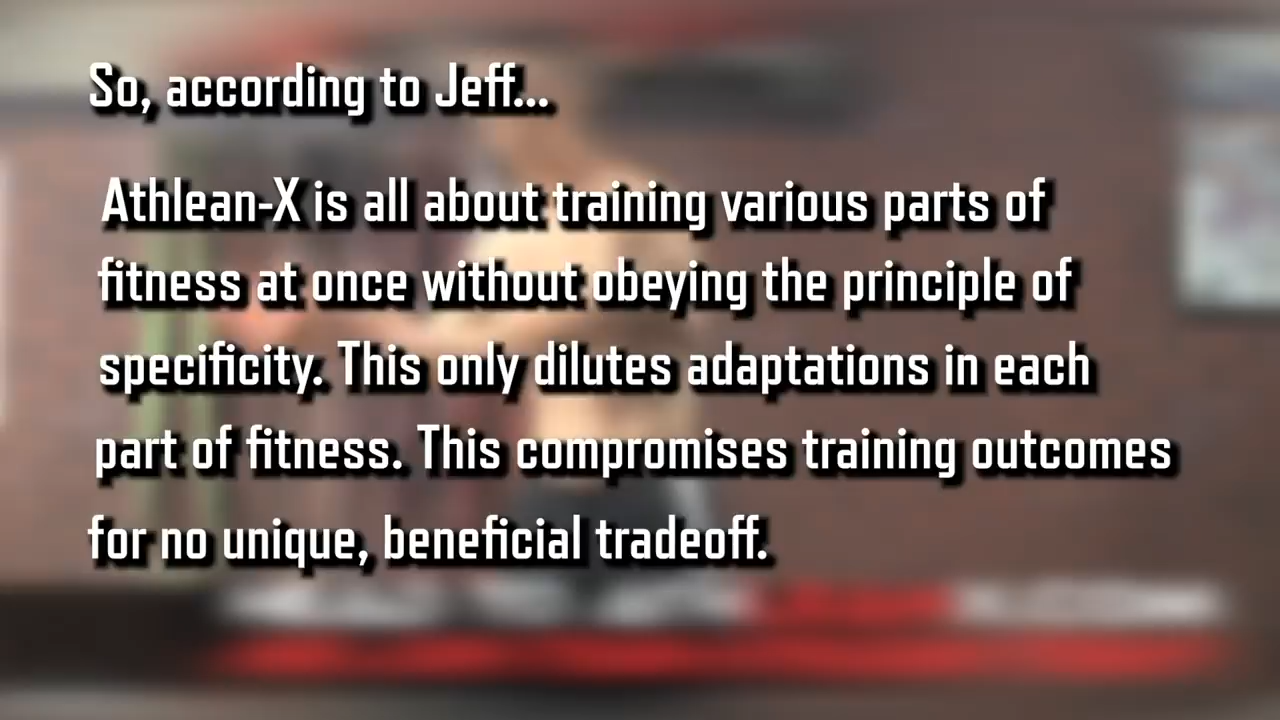 So, according to Jeff...
Athlean-X is all about training various parts of
fitness at once without obeying the principle of
specificity. This only dilutes adaptations in each
part of fitness. This compromises training outcomes
for no unique, beneficial tradeoff.